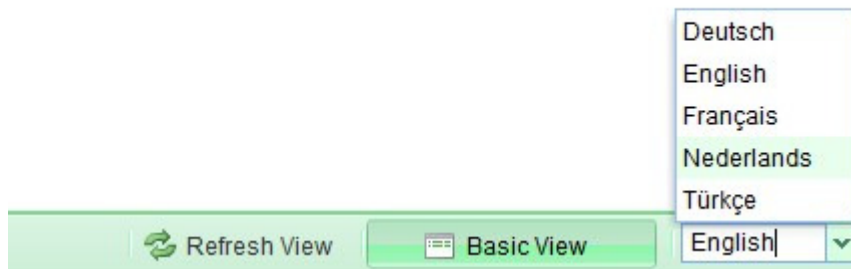 Deutsch
English
Français
Nederlands
Türkçe
Refresh View Basic View English